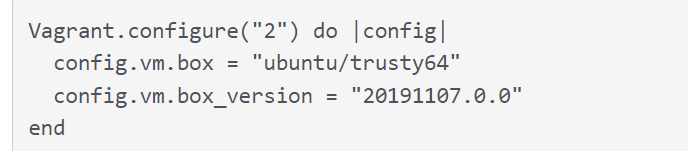 Vagrant.configure("2") do |config|
  config.vm.box = "ubuntu/trusty64"
  config.vm.box_version = "20191107.0.0"
end